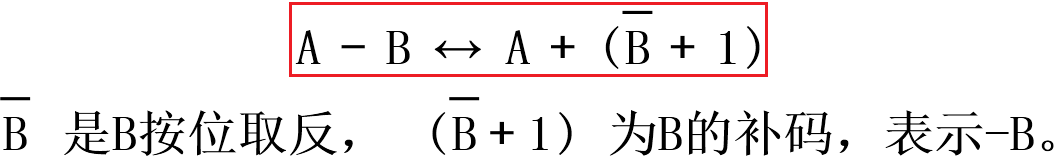 A - B ↔ A + (B̅ + 1)
B̅ 是B按位取反， （B̅+1）为B的补码，表示-B。